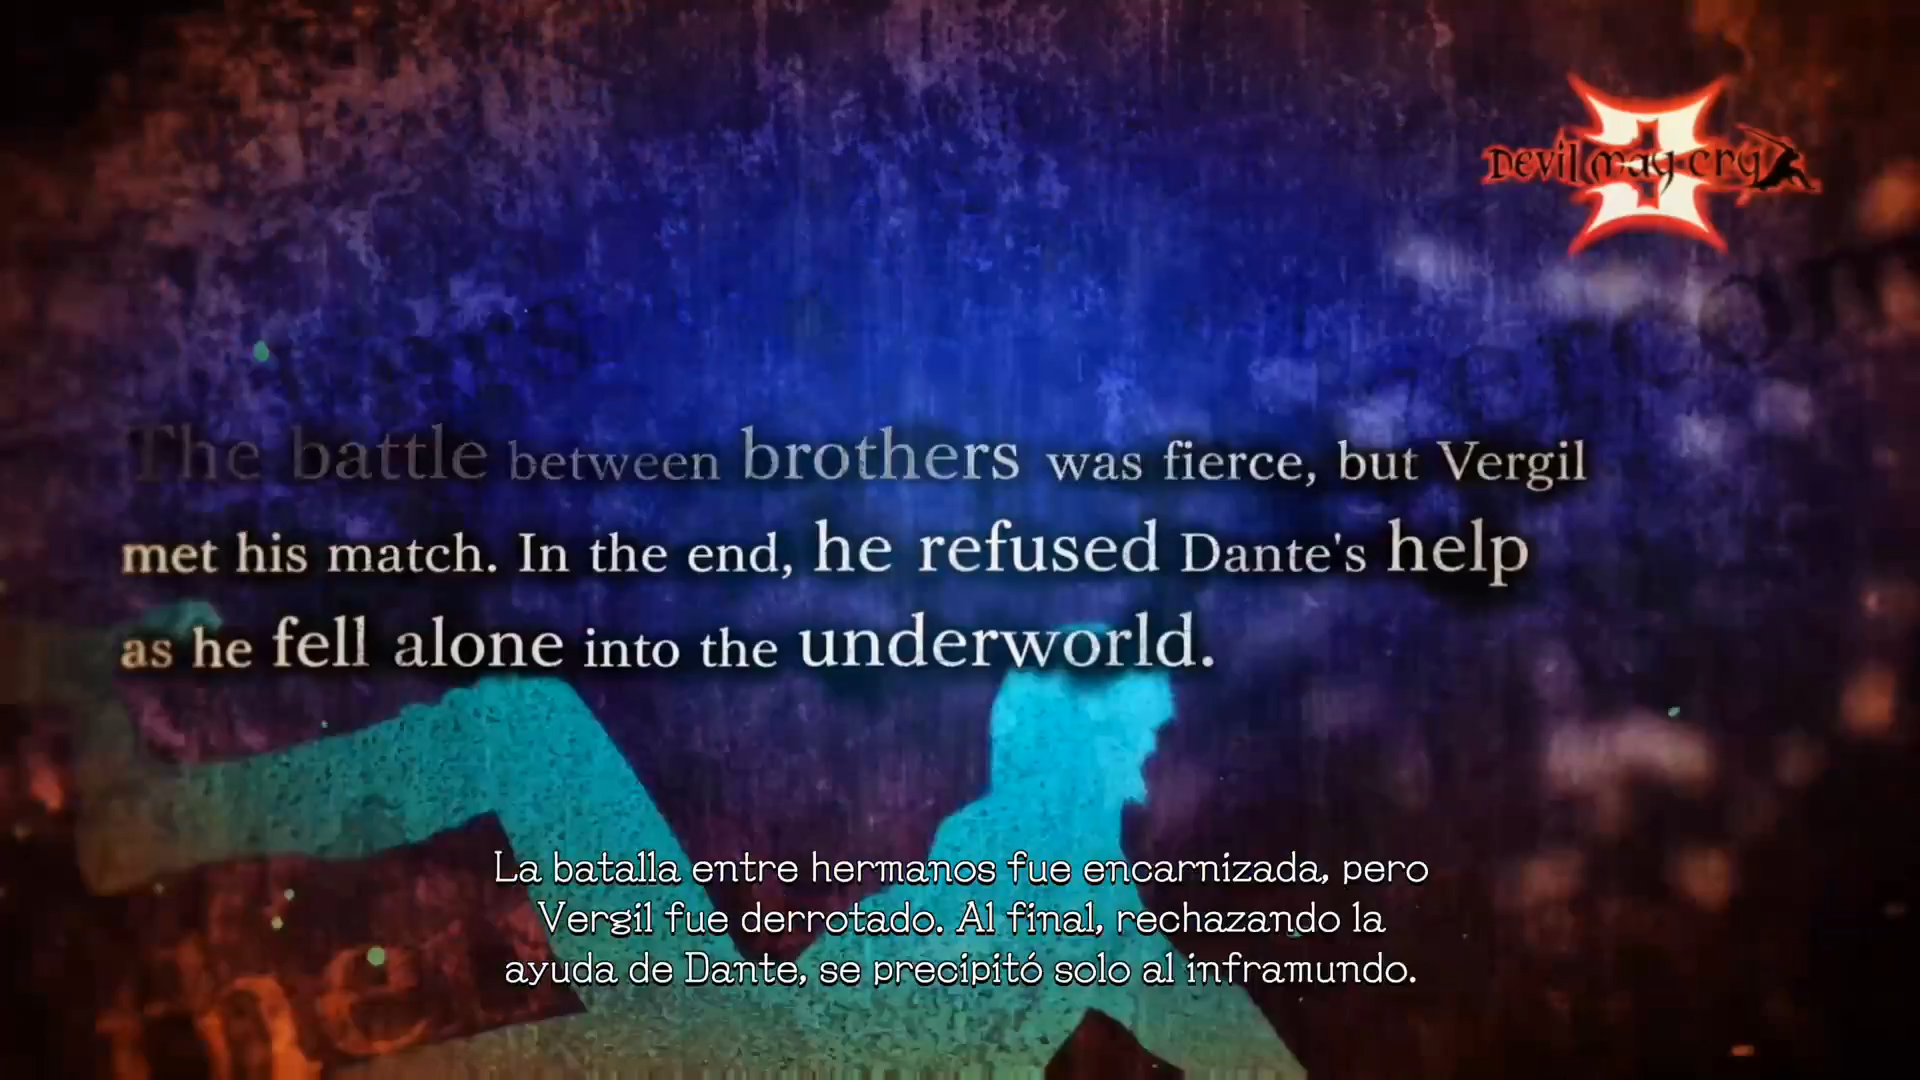 Devil may cry
3
The battle between brothers was fierce, but Vergil
met his match. In the end, he refused Dante's help
as he fell alone into the underworld.
La batalla entre hermanos fue encarnizada, pero
Vergil fue derrotado. Al final, rechazando la
ayuda de Dante, se precipitó solo al inframundo.